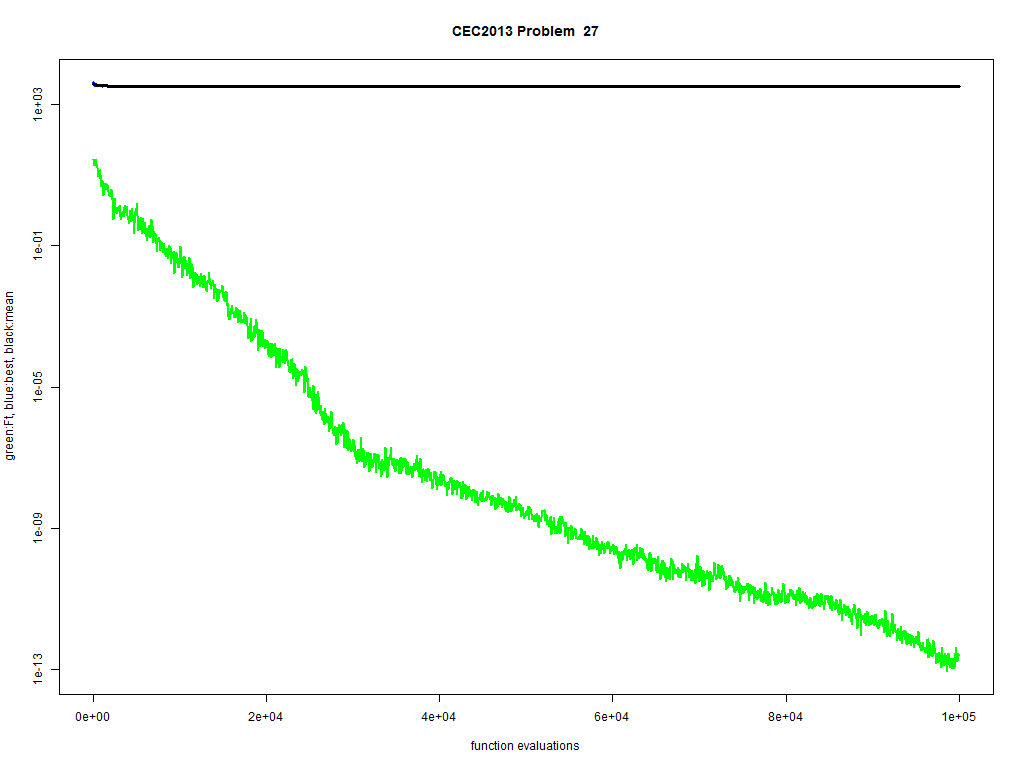 CEC2013 Problem  27
green:Ft, blue:best, black:mean
1e+03
1e-01
1e-05
1e-09
1e-13
0e+00 2e+04 4e+04 6e+04 8e+04 1e+05
function evaluations